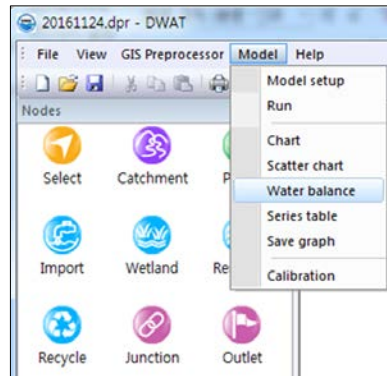 20161124.dpr - DWAT
File View GIS Preprocessor Model Help
Model setup
Run
Chart
Scatter chart
Water balance
Series table
Save graph
Calibration
Nodes
Select Catchment P
Import Wetland Re
Recycle Junction Outlet